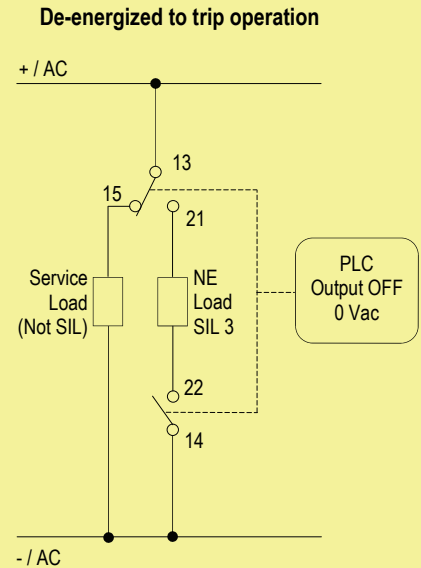 De-energized to trip operation
+ / AC
13
15
21
Service
Load
(Not SIL)
NE
Load
SIL 3
PLC
Output OFF
0 Vac
22
14
- / AC